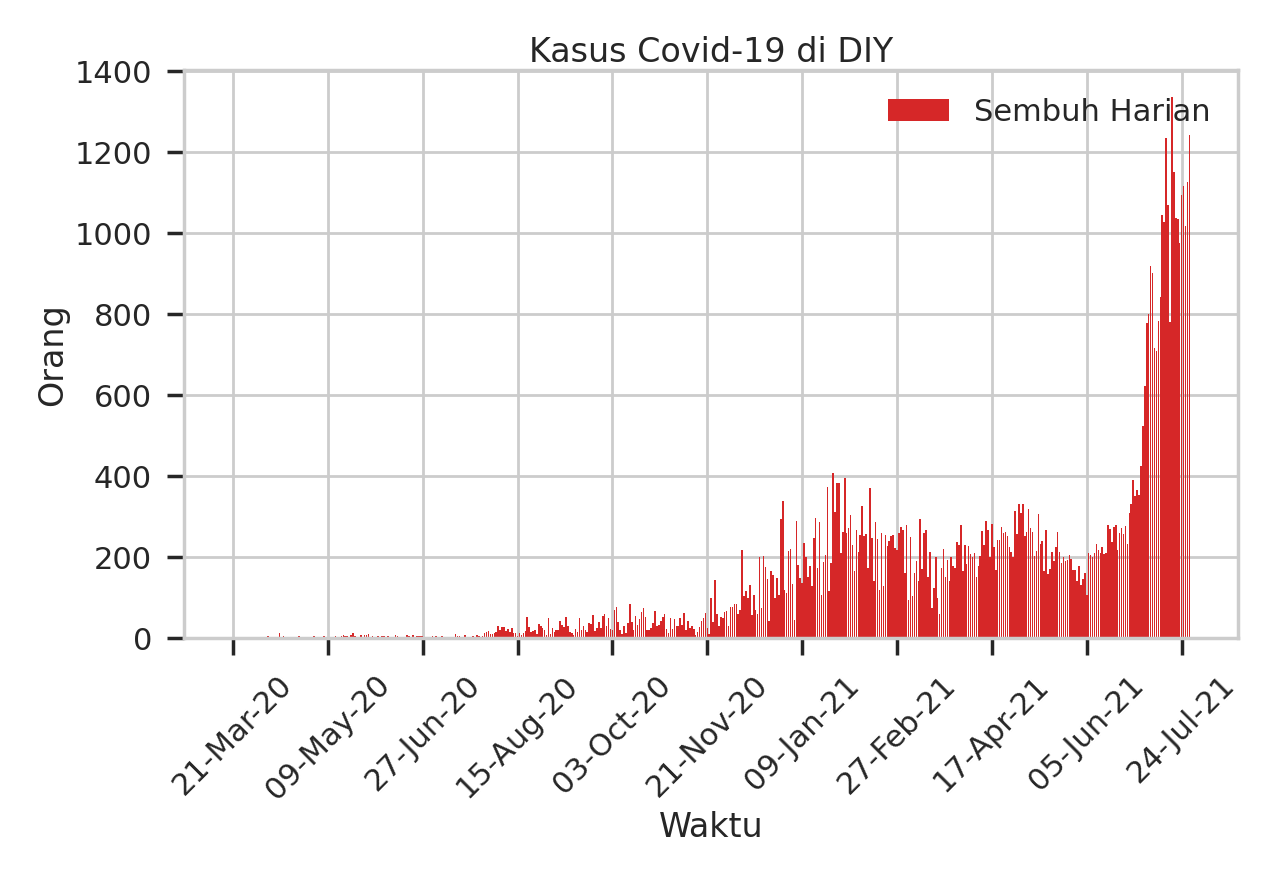 Kasus Covid-19 di DIY
Sembuh Harian
Orang
1400
1200
1000
800
600
400
200
0
21-Mar-20
09-May-20
27-Jun-20
15-Aug-20
03-Oct-20
21-Nov-20
09-Jan-21
27-Feb-21
17-Apr-21
05-Jun-21
24-Jul-21
Waktu